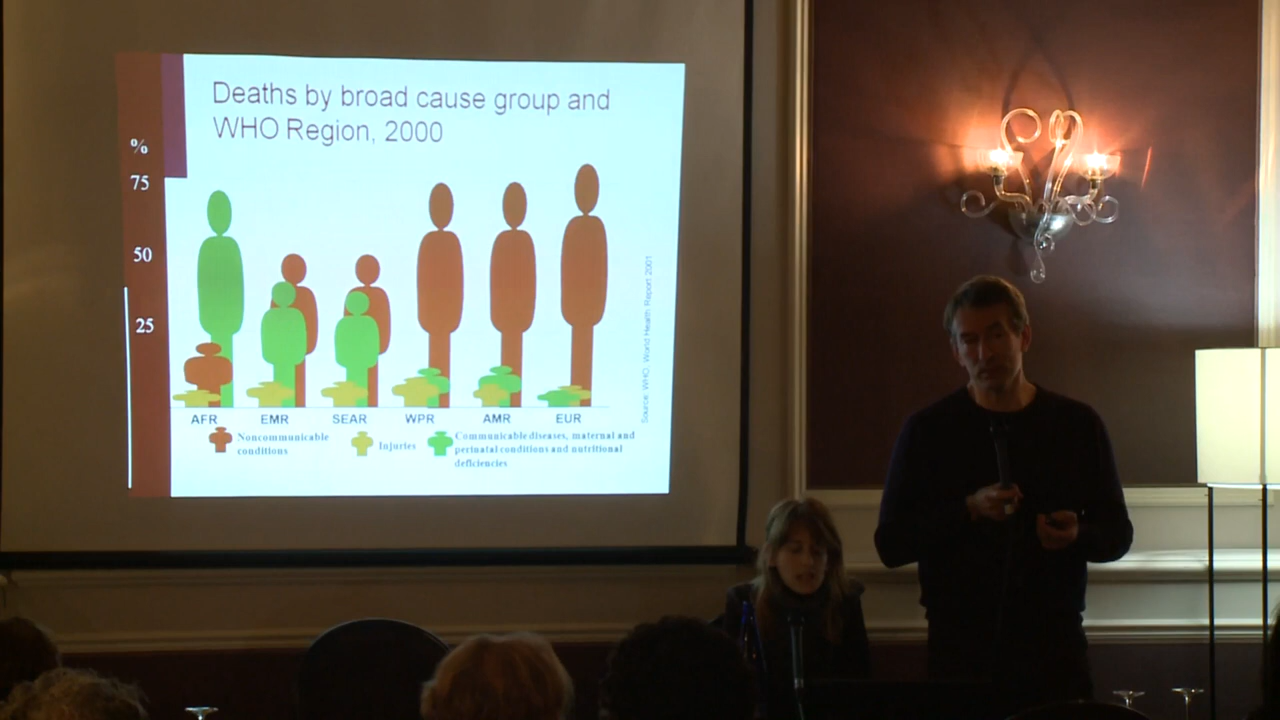 Deaths by broad cause group and
WHO Region, 2000
%
75
50
25
AFR EMR SEAR WPR AMR EUR
Noncommunicable
conditions
Injuries
Communicable diseases, maternal and
perinatal conditions and nutritional
deficiencies
Source: WHO, World Health Report 2001